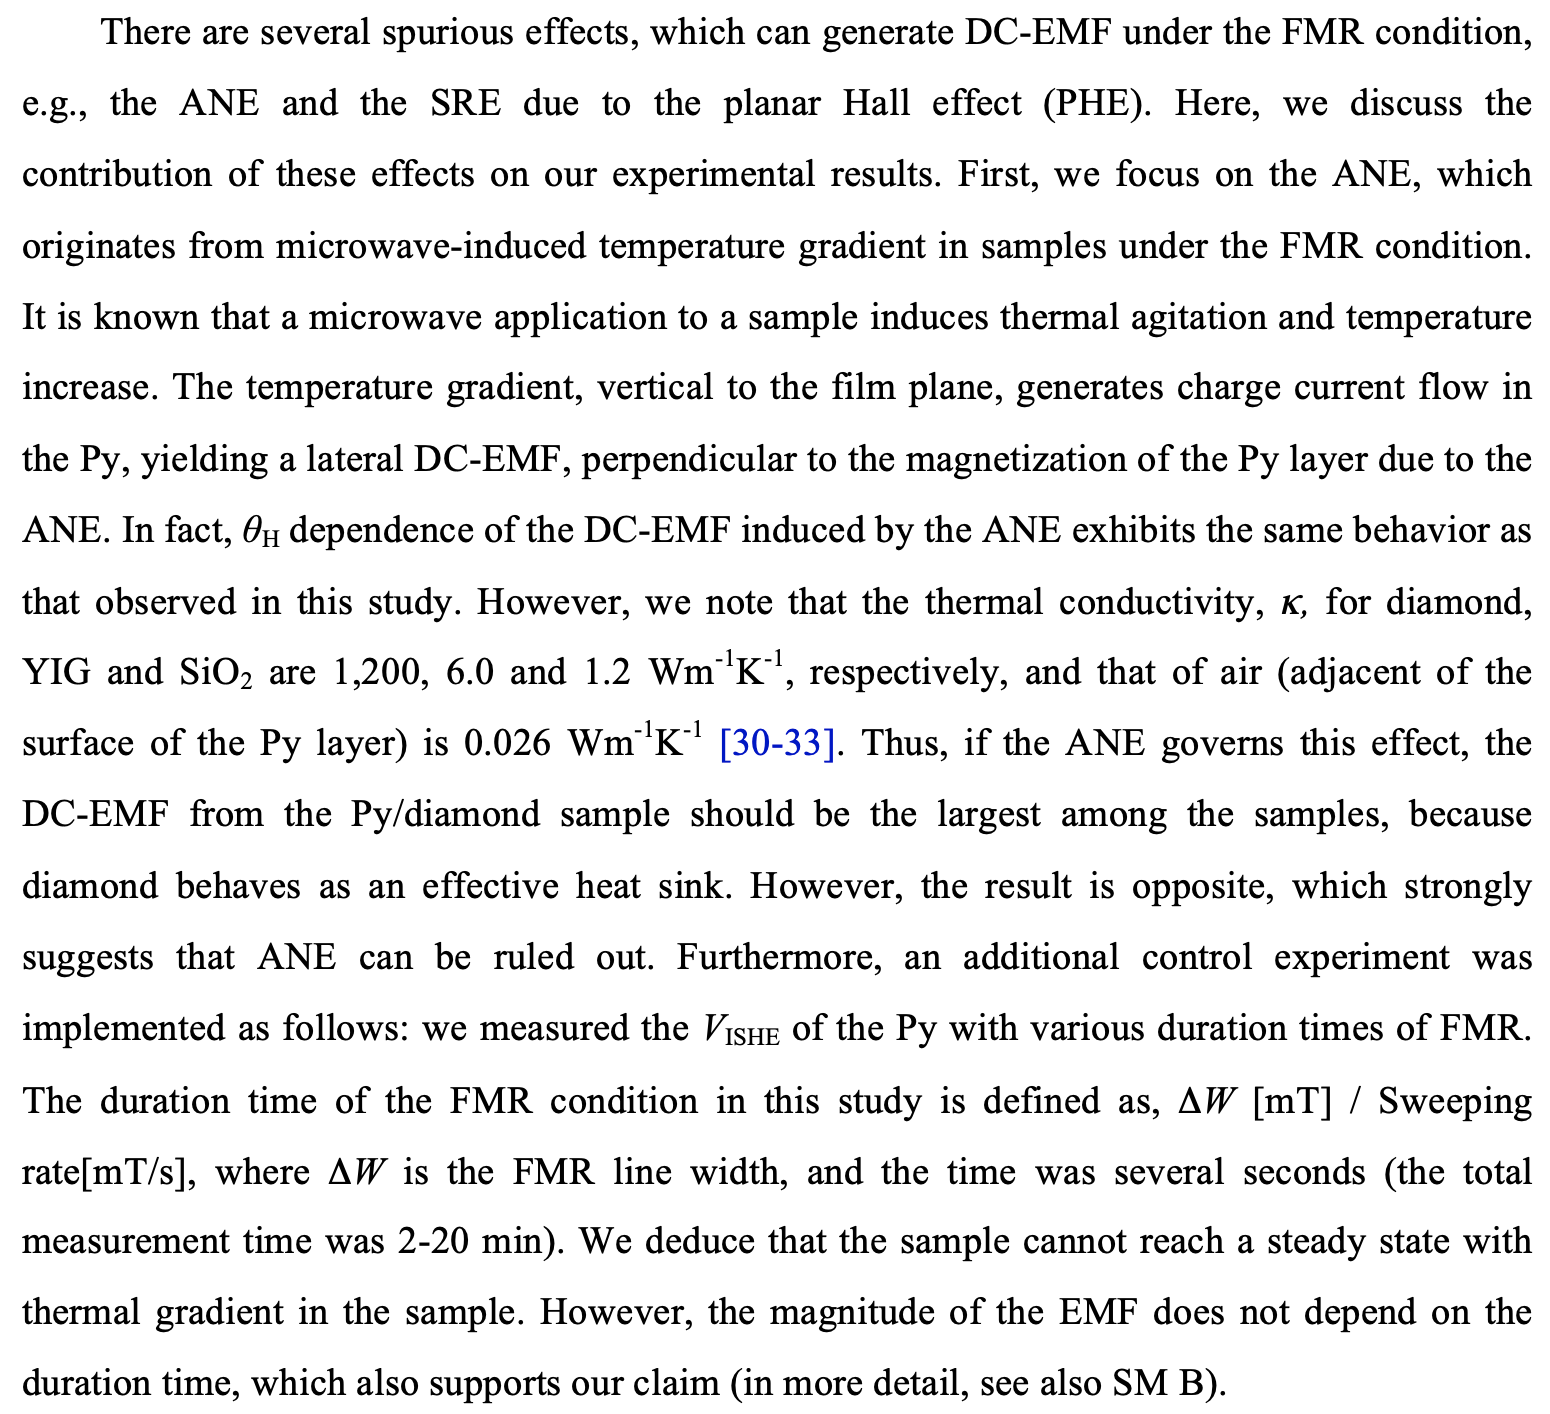 There are several spurious effects, which can generate DC-EMF under the FMR condition,
e.g., the ANE and the SRE due to the planar Hall effect (PHE). Here, we discuss the
contribution of these effects on our experimental results. First, we focus on the ANE, which
originates from microwave-induced temperature gradient in samples under the FMR condition.
It is known that a microwave application to a sample induces thermal agitation and temperature
increase. The temperature gradient, vertical to the film plane, generates charge current flow in
the Py, yielding a lateral DC-EMF, perpendicular to the magnetization of the Py layer due to the
ANE. In fact, θH dependence of the DC-EMF induced by the ANE exhibits the same behavior as
that observed in this study. However, we note that the thermal conductivity, κ, for diamond,
YIG and SiO₂ are 1,200, 6.0 and 1.2 Wm⁻¹K⁻¹, respectively, and that of air (adjacent of the
surface of the Py layer) is 0.026 Wm⁻¹K⁻¹ [30-33]. Thus, if the ANE governs this effect, the
DC-EMF from the Py/diamond sample should be the largest among the samples, because
diamond behaves as an effective heat sink. However, the result is opposite, which strongly
suggests that ANE can be ruled out. Furthermore, an additional control experiment was
implemented as follows: we measured the VISHE of the Py with various duration times of FMR.
The duration time of the FMR condition in this study is defined as, ΔW [mT] / Sweeping
rate[mT/s], where ΔW is the FMR line width, and the time was several seconds (the total
measurement time was 2-20 min). We deduce that the sample cannot reach a steady state with
thermal gradient in the sample. However, the magnitude of the EMF does not depend on the
duration time, which also supports our claim (in more detail, see also SM B).